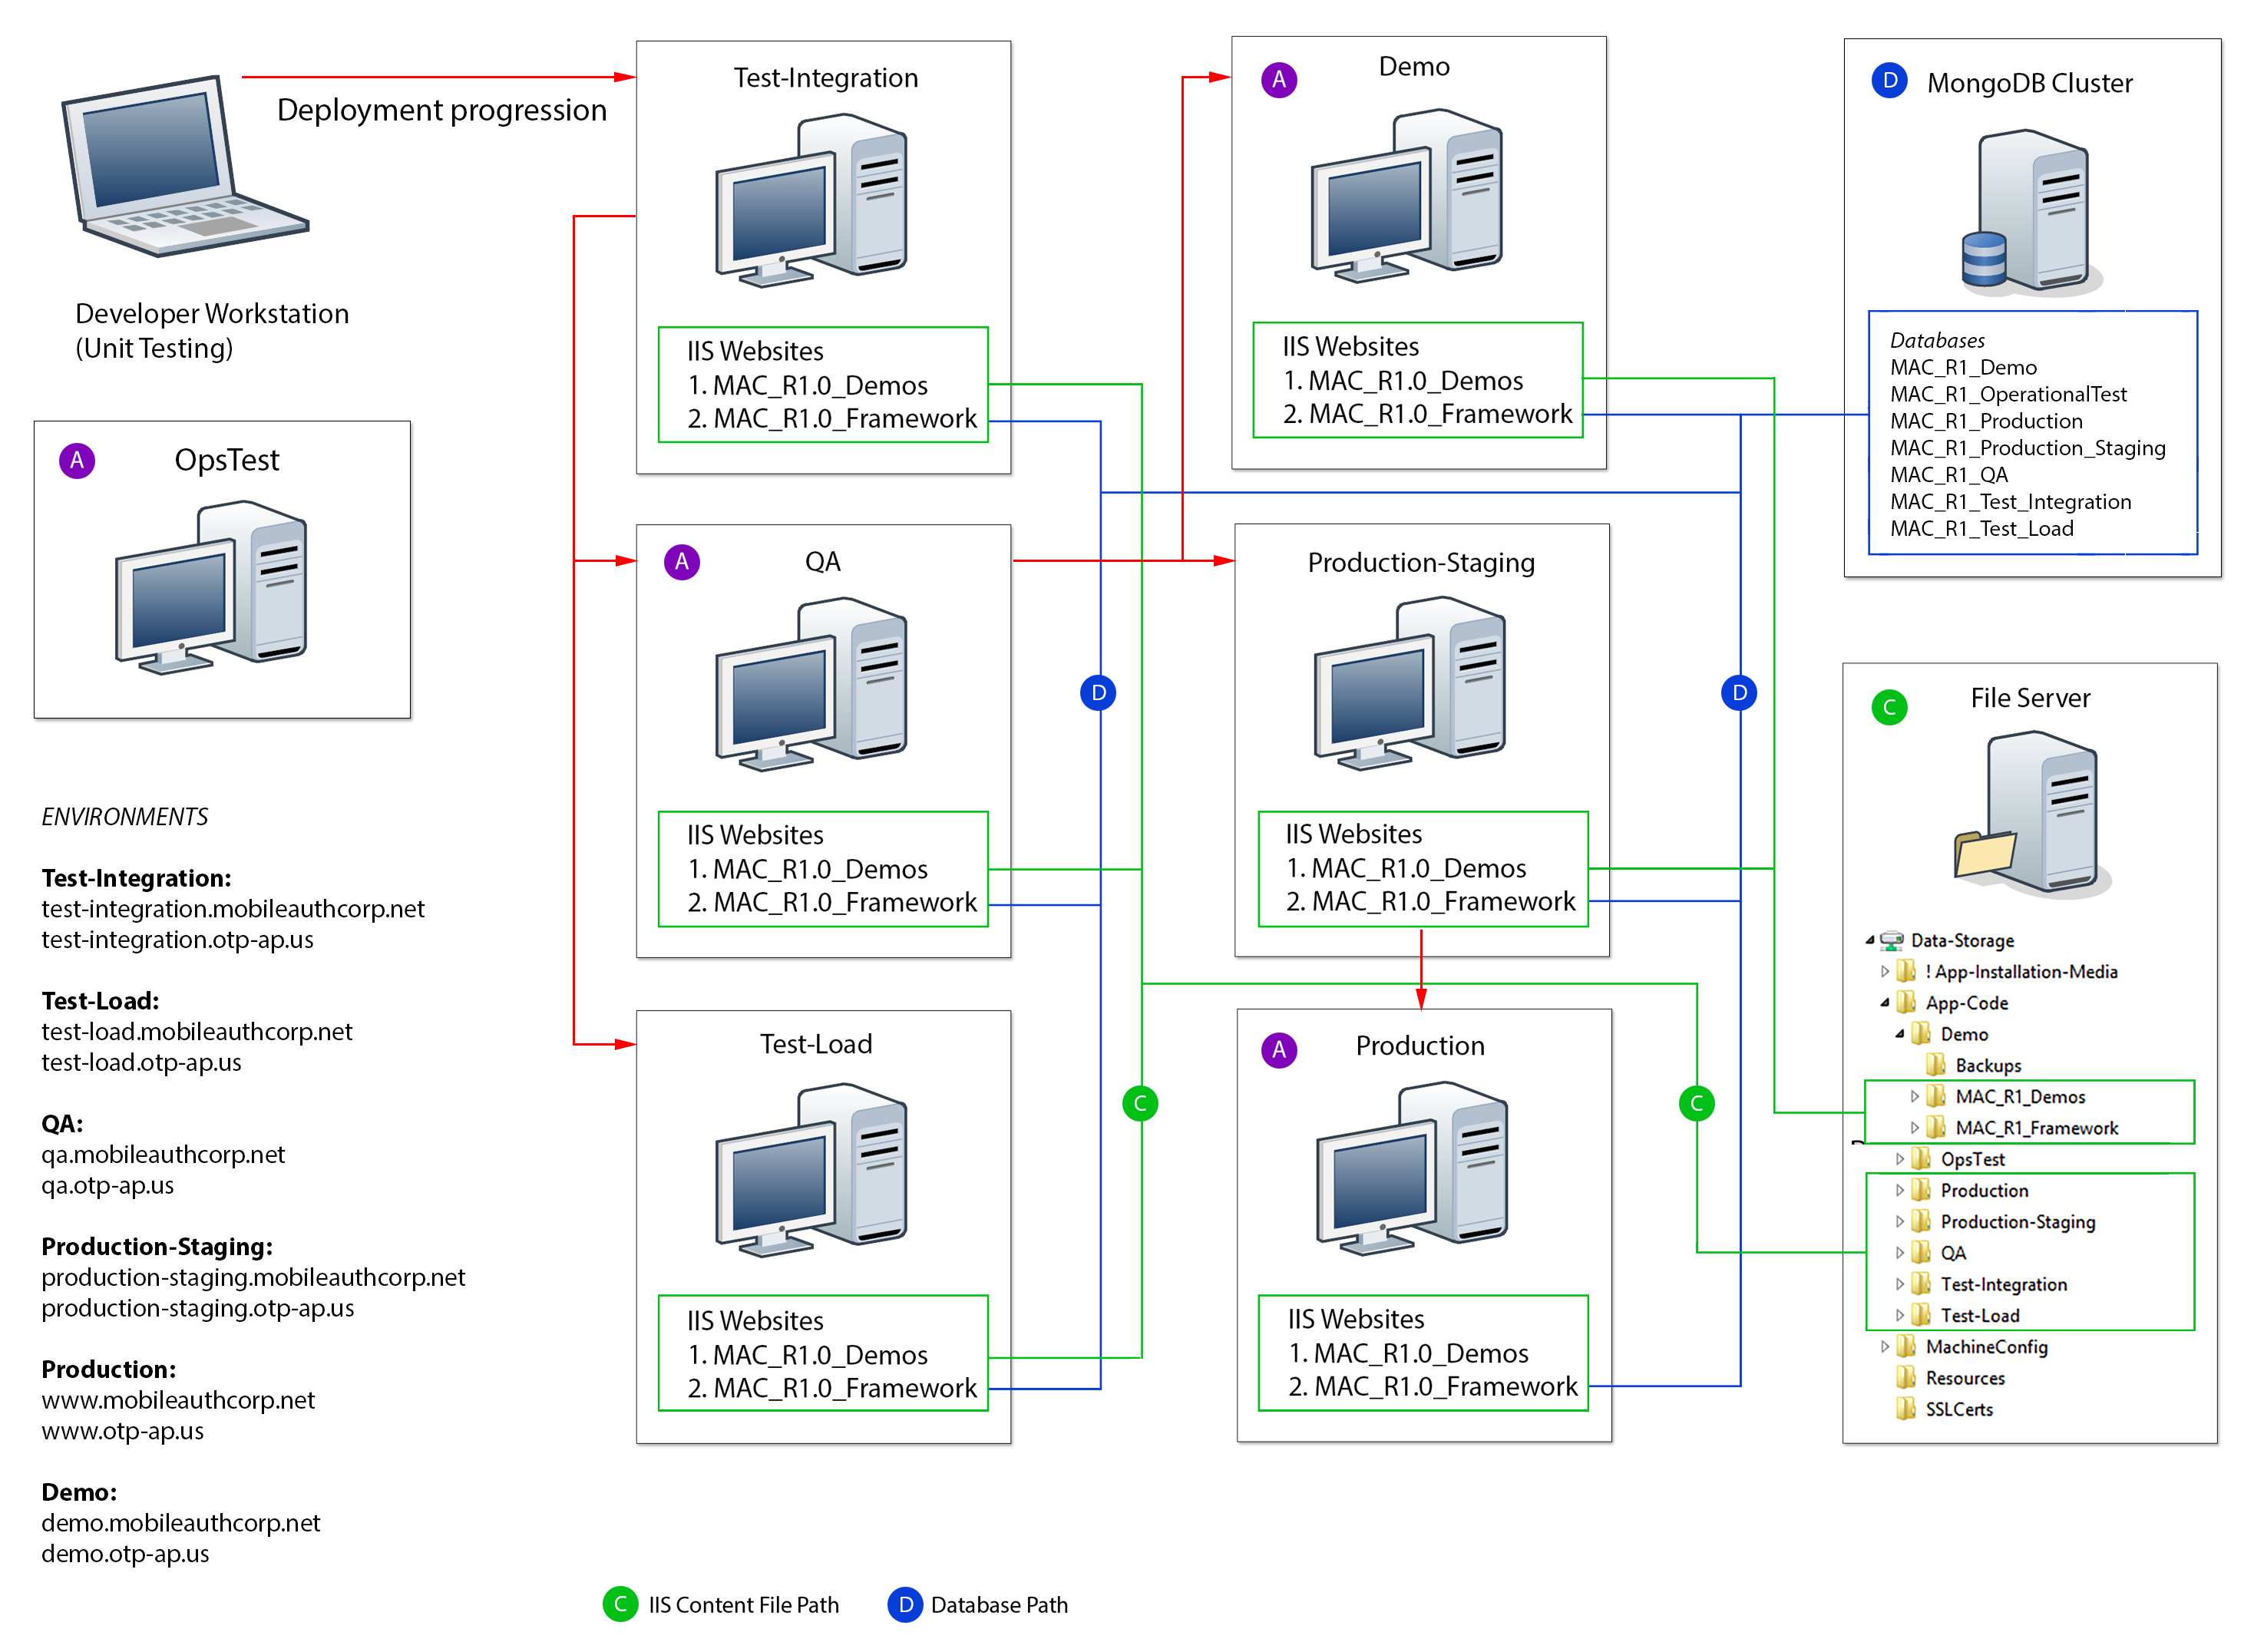 Deployment progression
Developer Workstation
(Unit Testing)
A
OpsTest
ENVIRONMENTS
Test-Integration:
test-integration.mobileauthcorp.net
test-integration.otp-ap.us
Test-Load:
test-load.mobileauthcorp.net
test-load.otp-ap.us
QA:
qa.mobileauthcorp.net
qa.otp-ap.us
Production-Staging:
production-staging.mobileauthcorp.net
production-staging.otp-ap.us
Production:
www.mobileauthcorp.net
www.otp-ap.us
Demo:
demo.mobileauthcorp.net
demo.otp-ap.us
Test-Integration
IIS Websites
1. MAC_R1.0_Demos
2. MAC_R1.0_Framework
A
QA
IIS Websites
1. MAC_R1.0_Demos
2. MAC_R1.0_Framework
Test-Load
IIS Websites
1. MAC_R1.0_Demos
2. MAC_R1.0_Framework
D
C
A
Demo
IIS Websites
1. MAC_R1.0_Demos
2. MAC_R1.0_Framework
Production-Staging
IIS Websites
1. MAC_R1.0_Demos
2. MAC_R1.0_Framework
A
Production
IIS Websites
1. MAC_R1.0_Demos
2. MAC_R1.0_Framework
D
C
D
MongoDB Cluster
Databases
MAC_R1_Demo
MAC_R1_OperationalTest
MAC_R1_Production
MAC_R1_Production_Staging
MAC_R1_QA
MAC_R1_Test_Integration
MAC_R1_Test_Load
C
File Server
Data-Storage
! App-Installation-Media
App-Code
Demo
Backups
MAC_R1_Demos
MAC_R1_Framework
OpsTest
Production
Production-Staging
QA
Test-Integration
Test-Load
MachineConfig
Resources
SSLCerts
C IIS Content File Path
D Database Path